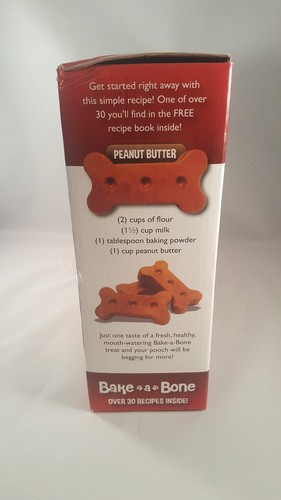 Get started right away with
this simple recipe! One of over
30 you'll find in the FREE
recipe book inside!
PEANUT BUTTER
(2) cups of flour
(1½) cup milk
(1) tablespoon baking powder
(1) cup peanut butter
Just one taste of a fresh, healthy,
mouth-watering Bake-a-Bone
treat and your pooch will be
begging for more!
BAKE a BONE
OVER 30 RECIPES INSIDE!